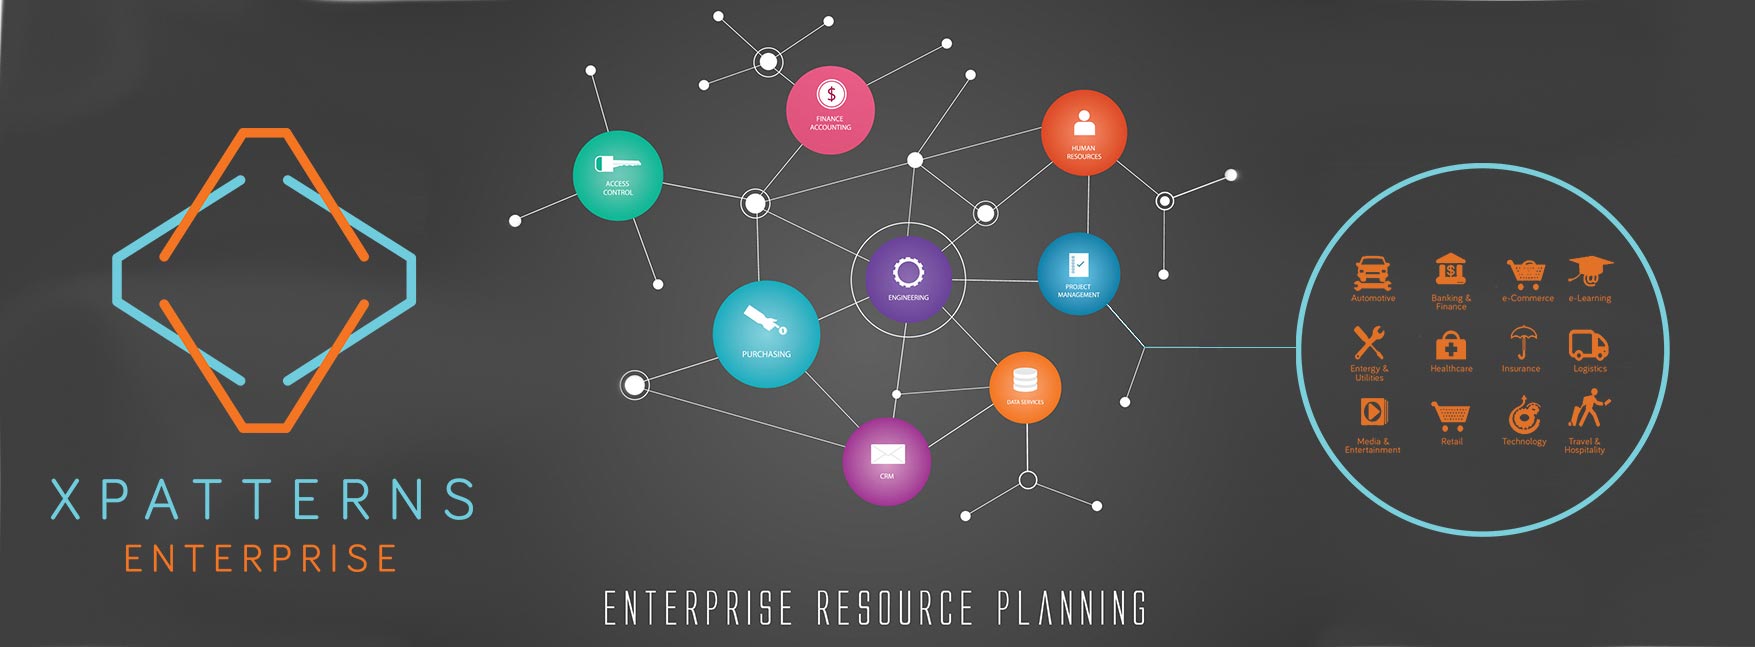 XPATTERNS
ENTERPRISE
FINANCE
ACCOUNTING
$
HUMAN
RESOURCES
ACCESS
CONTROL
ENGINEERING
PROJECT
MANAGEMENT
PURCHASING
DATA SERVICES
CRM
Automotive
Banking &
Finance
e-Commerce
e-Learning
Entergy &
Utilities
Healthcare
Insurance
Logistics
Media &
Entertainment
Retail
Technology
Travel &
Hospitality
ENTERPRISE RESOURCE PLANNING